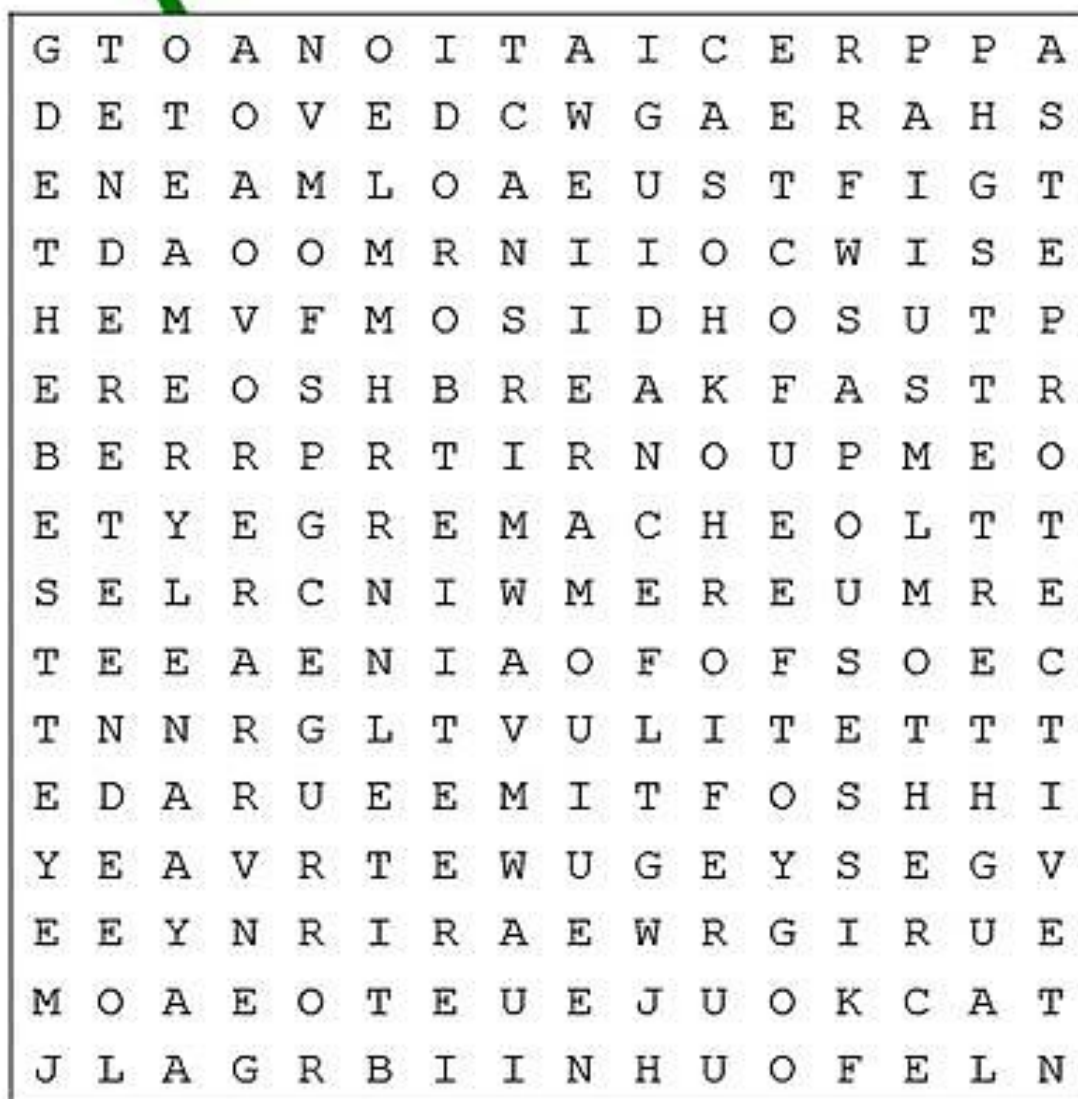 G T O A N O I T A I C E R P P A
D E T O V E D C W G A E R A H S
E N E A M L O A E U S T F I G T
T D A O O M R N I I O C W I S E
H E M V F M O S I D H O S U T P
E R E O S H B R E A K F A S T R
B E R R P R T I R N O U P M E O
E T Y E G R E M A C H E O L T T
S E L R C N I W M E R E U M R E
T E E A E N I A O F O F S O E C
T N N R G L T V U L I T E T T T
E D A R U E E M I T F O S H H I
Y E A V R T E W U G E Y S E G V
E E Y N R I R A E W R G I R U E
M O A E O T E U E J U O K C A T
J L A G R B I I N H U O F E L N